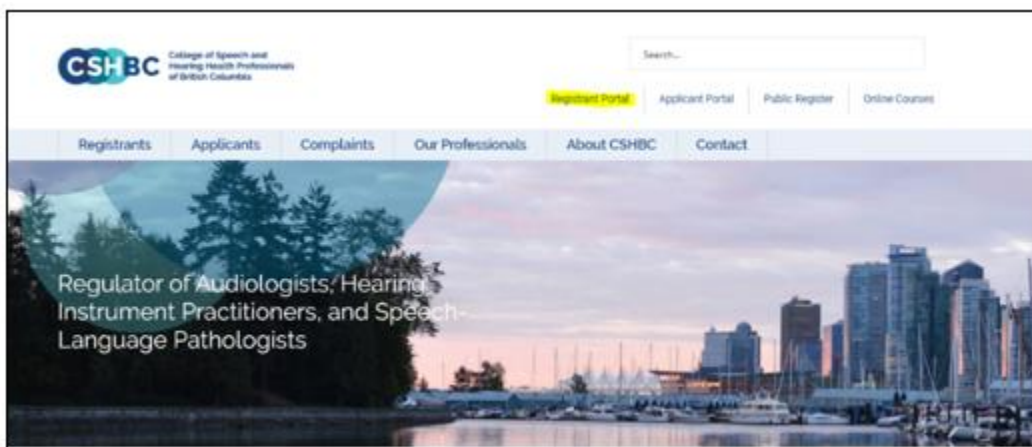 CSHBC
College of Speech and
Hearing Health Professionals
of British Columbia
Search...
Registrant Portal
Applicant Portal
Public Register
Online Courses
Registrants
Applicants
Complaints
Our Professionals
About CSHBC
Contact
Regulator of Audiologists, Hearing
Instrument Practitioners, and Speech-
Language Pathologists